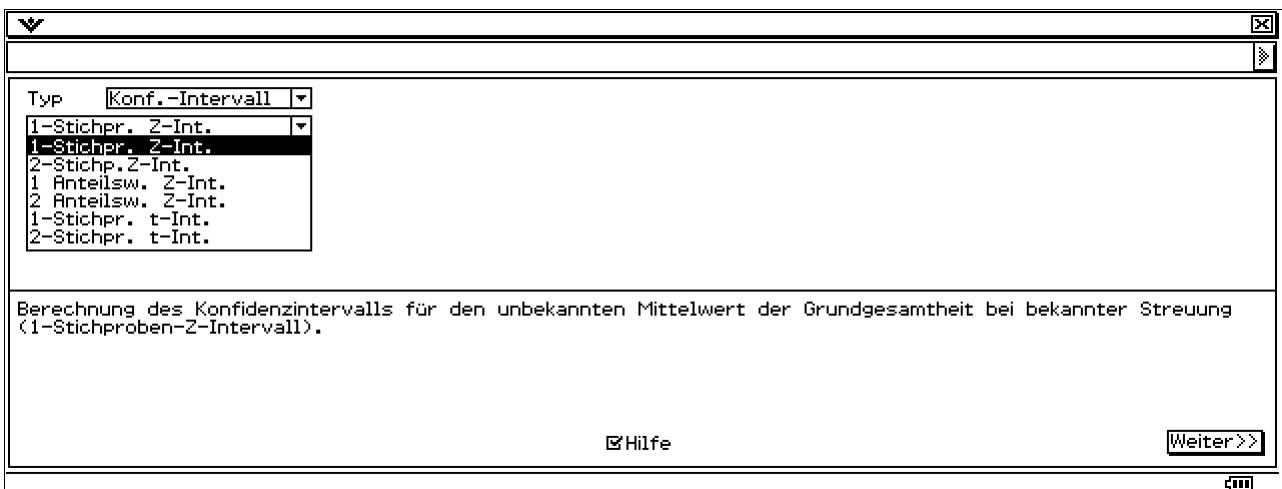 Typ Konf.-Intervall
1-Stichpr. Z-Int.
1-Stichpr. Z-Int.
2-Stichp.Z-Int.
1 Anteilsw. Z-Int.
2 Anteilsw. Z-Int.
1-Stichpr. t-Int.
2-Stichpr. t-Int.
Berechnung des Konfidenzintervalls für den unbekannten Mittelwert der Grundgesamtheit bei bekannter Streuung
(1-Stichproben-Z-Intervall).
Hilfe
Weiter>>